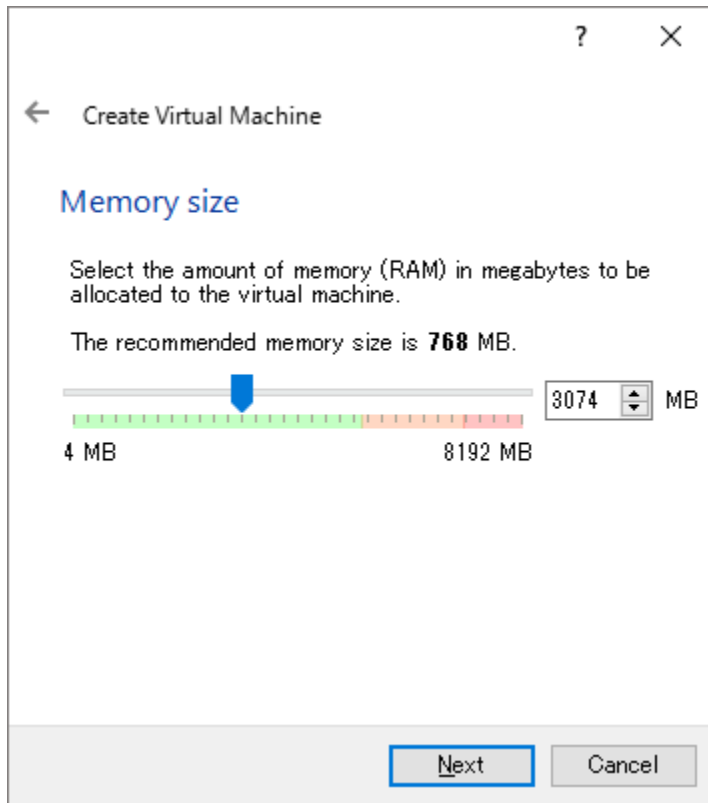 ?
Create Virtual Machine
Memory size
Select the amount of memory (RAM) in megabytes to be
allocated to the virtual machine.
The recommended memory size is 768 MB.
3074 MB
4 MB 8192 MB
Next Cancel